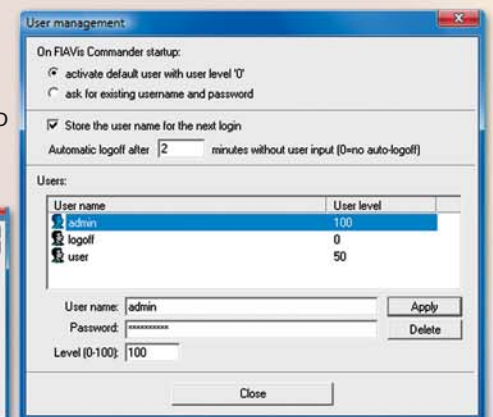 User management
On FIAVis Commander startup:
activate default user with user level '0'
ask for existing username and password
Store the user name for the next login
Automatic logoff after 2 minutes without user input (0=no auto-logoff)
Users:
User name User level
admin 100
logoff 0
user 50
User name: admin Apply
Password: ********** Delete
Level (0-100): 100
Close